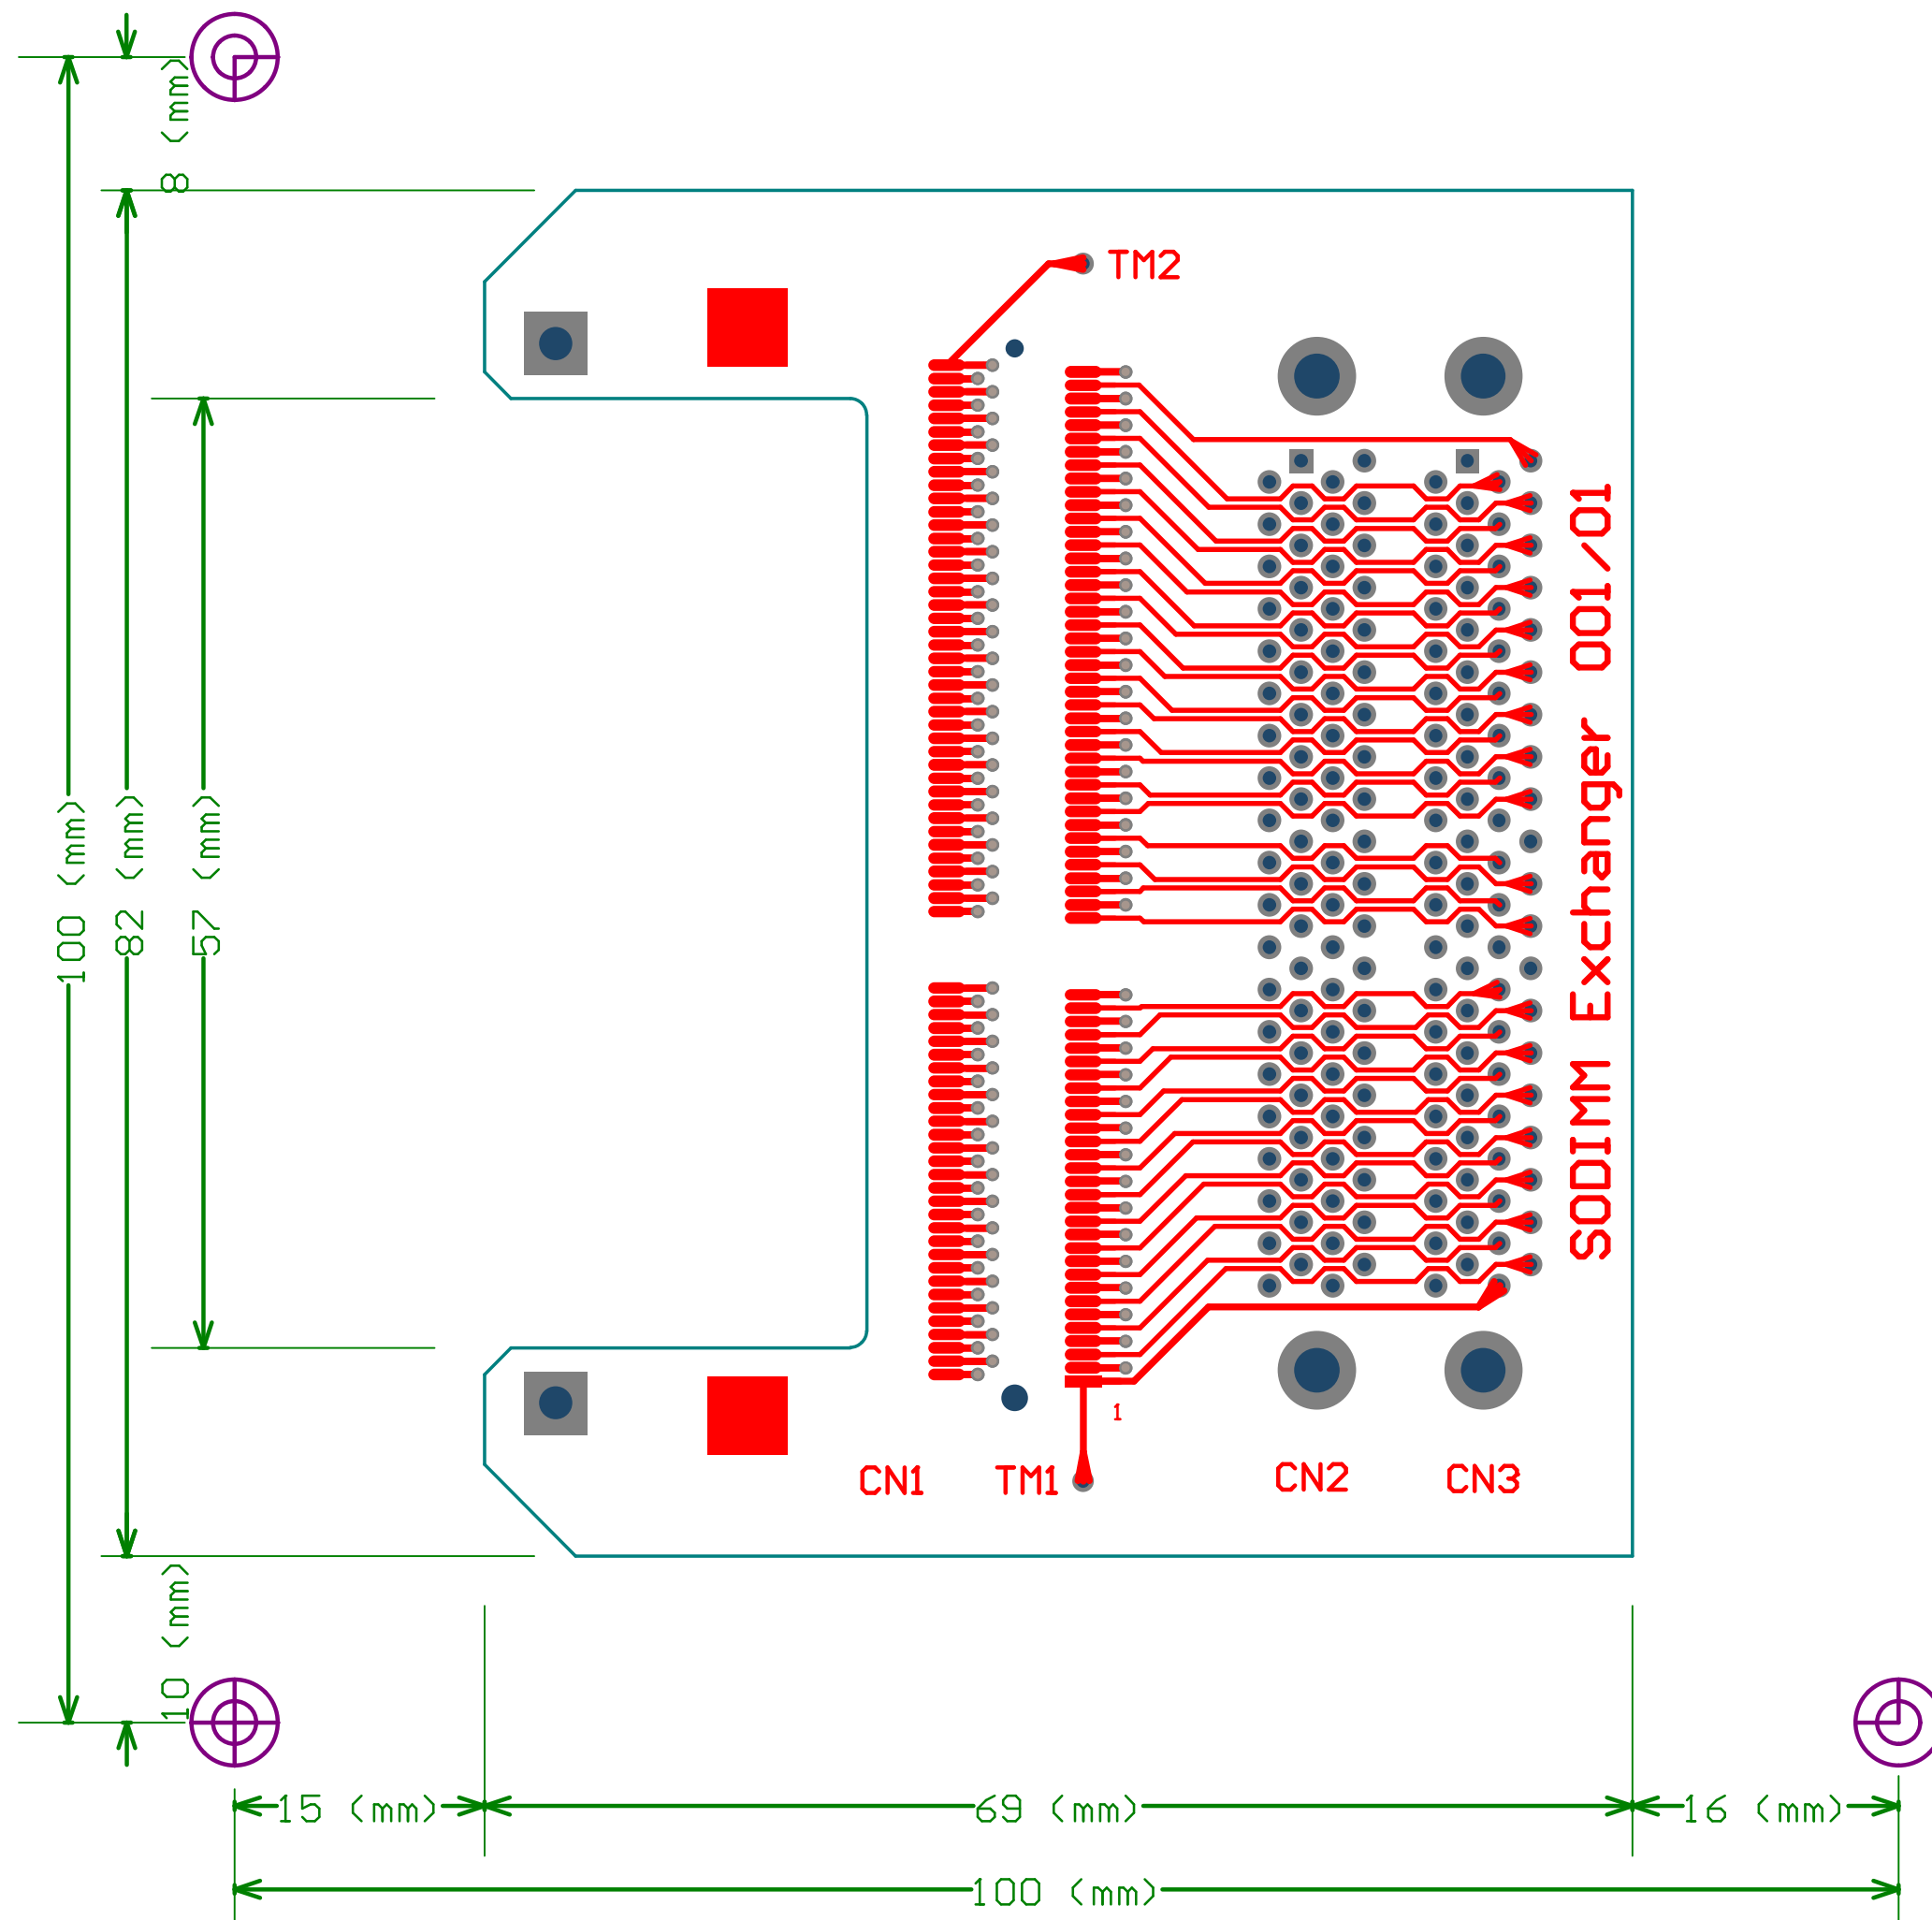 8 (mm)
TM2
100 (mm)
82 (mm)
57 (mm)
SODIMM Exchanger 001/01
1
CN1
TM1
CN2
CN3
10 (mm)
15 (mm)
69 (mm)
16 (mm)
100 (mm)